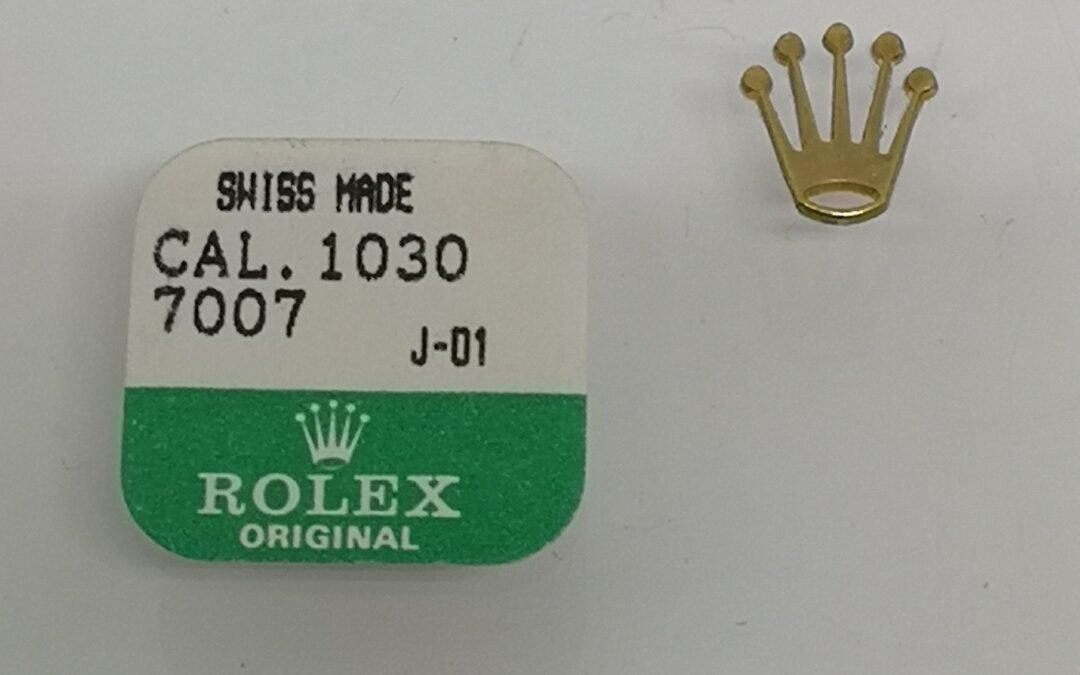 SWISS MADE
CAL. 1030
7007
J-01
ROLEX
ORIGINAL